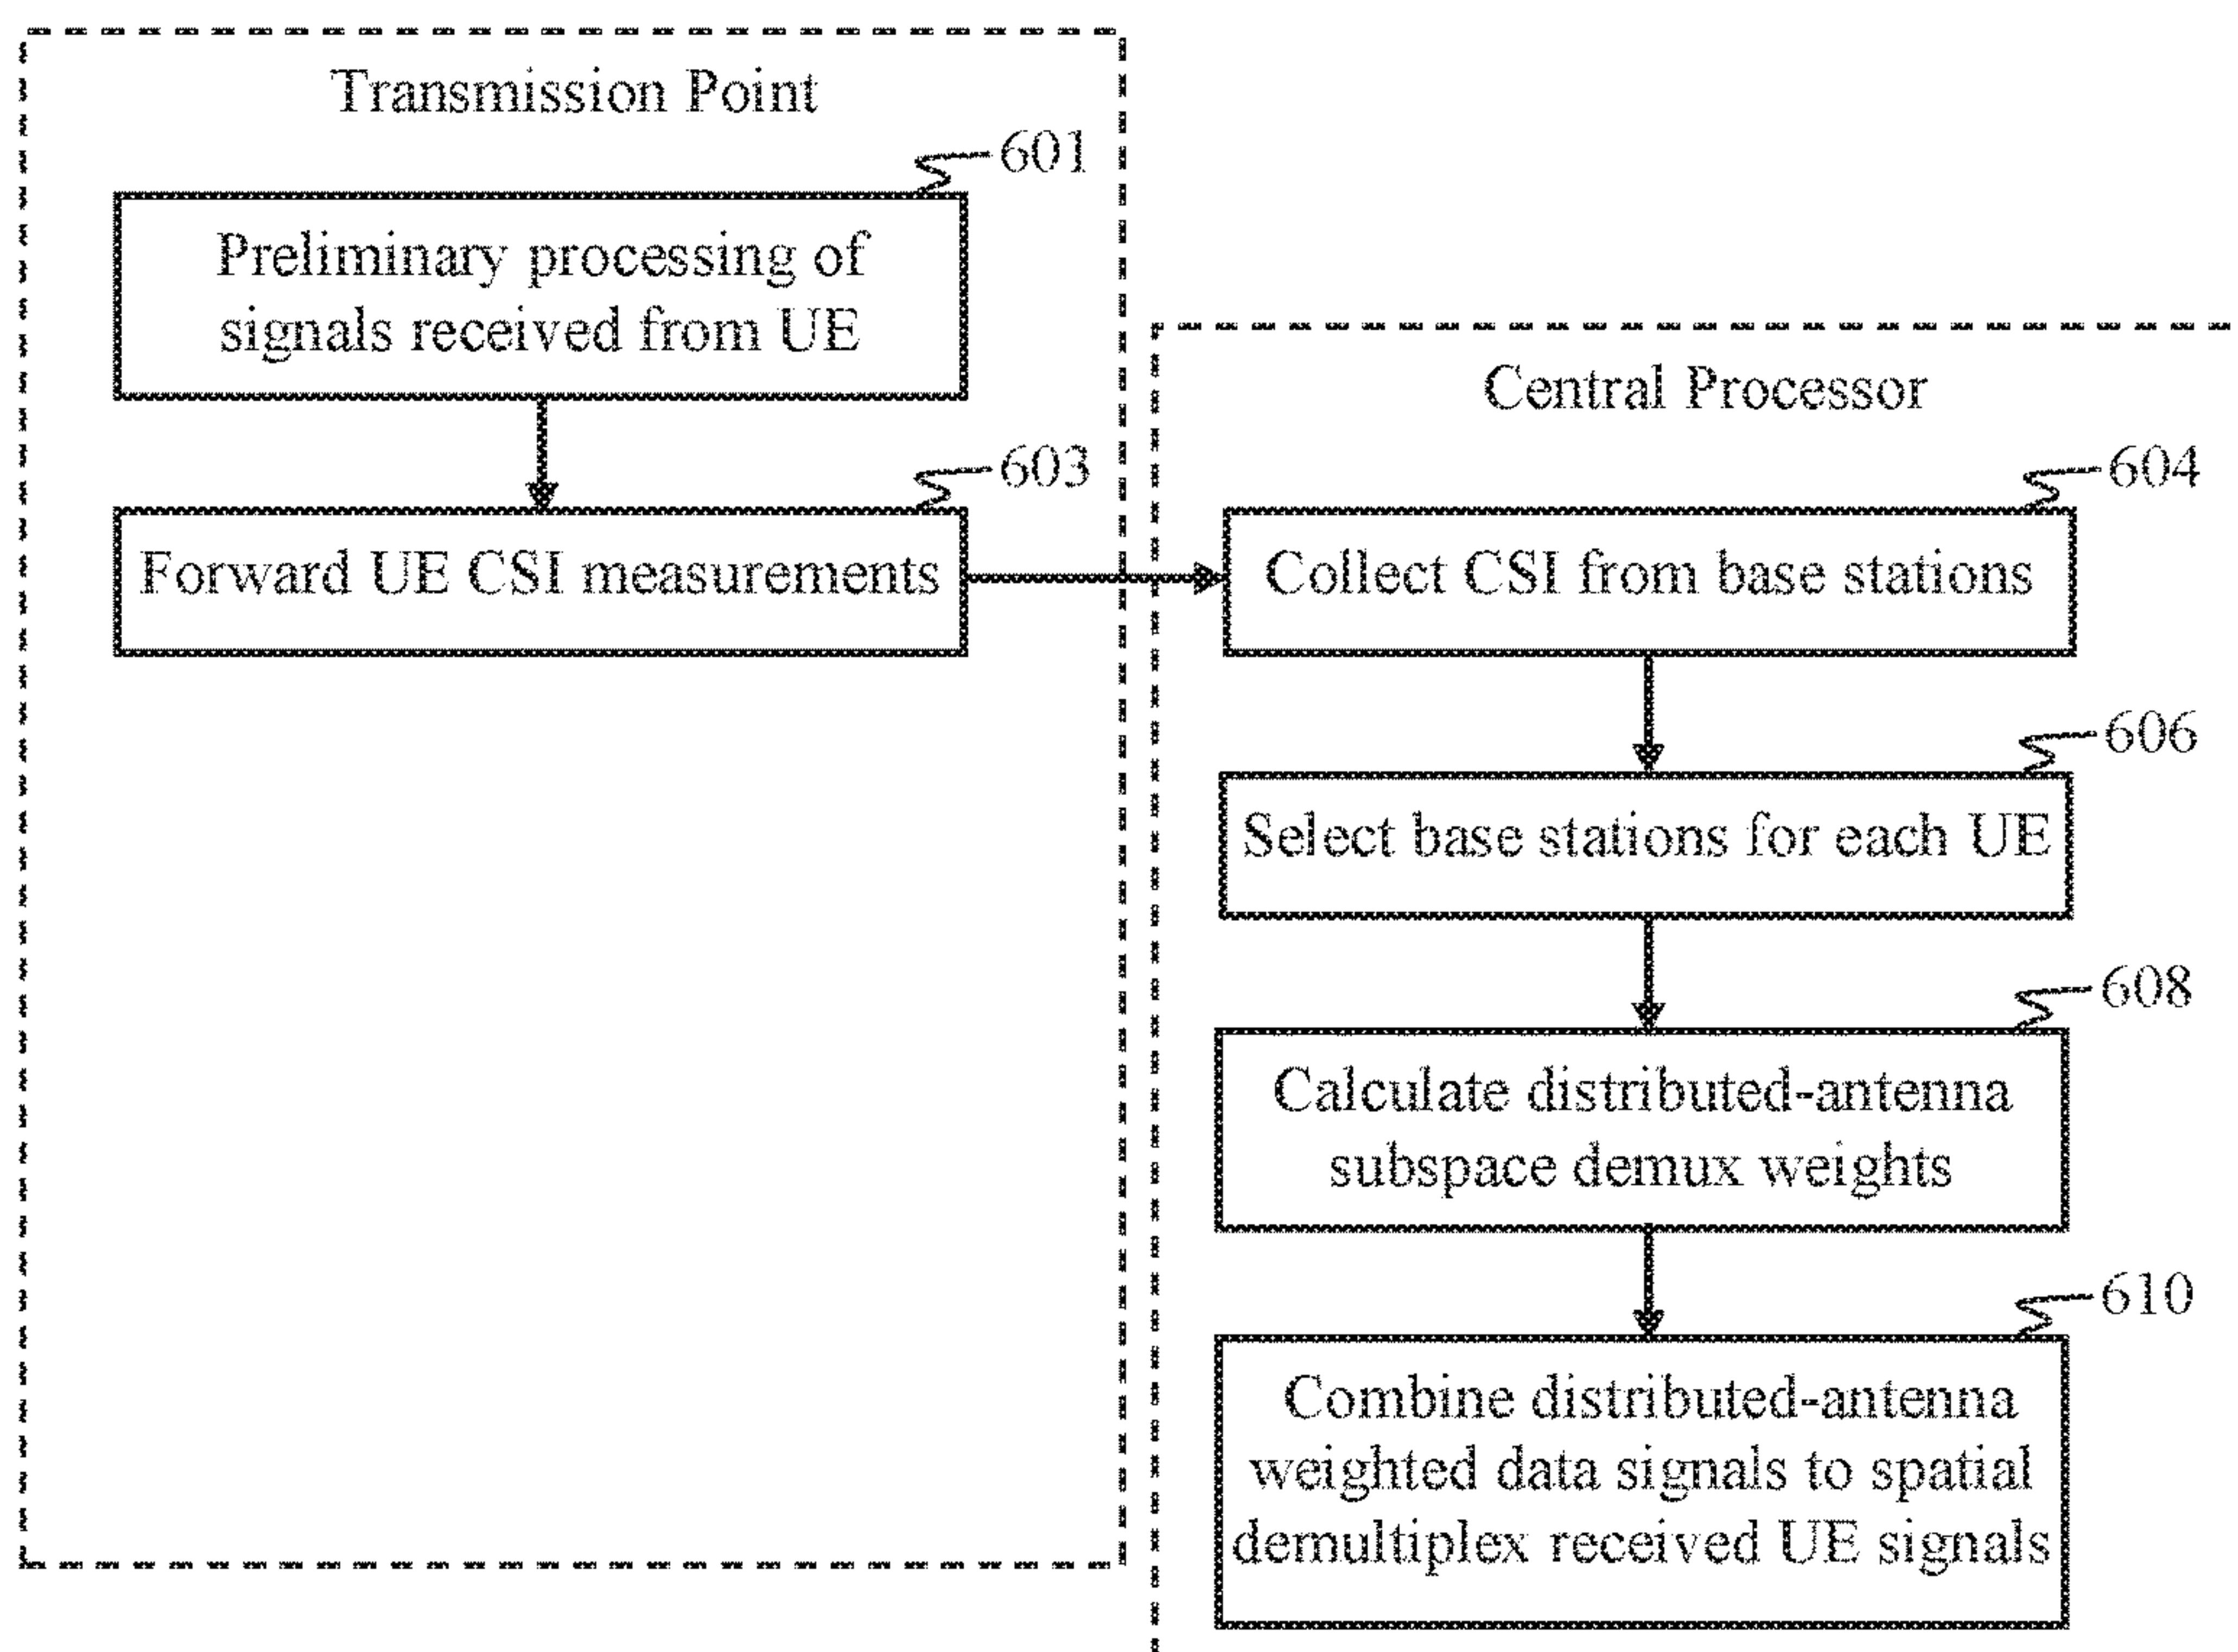 Transmission Point
601
Preliminary processing of
signals received from UE
603
Forward UE CSI measurements
Central Processor
604
Collect CSI from base stations
606
Select base stations for each UE
608
Calculate distributed-antenna
subspace demux weights
610
Combine distributed-antenna
weighted data signals to spatial
demultiplex received UE signals